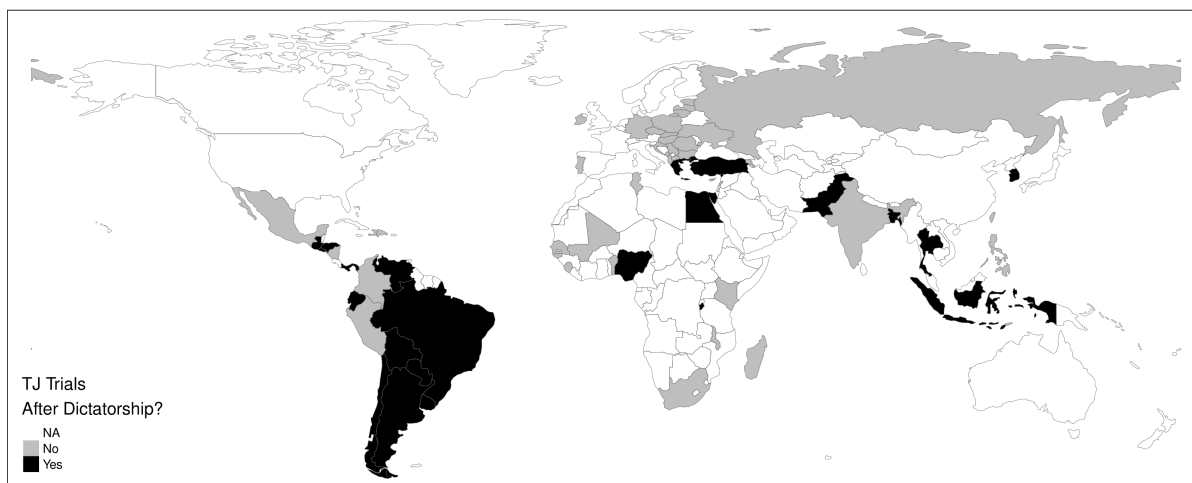 TJ Trials
After Dictatorship?
NA
No
Yes